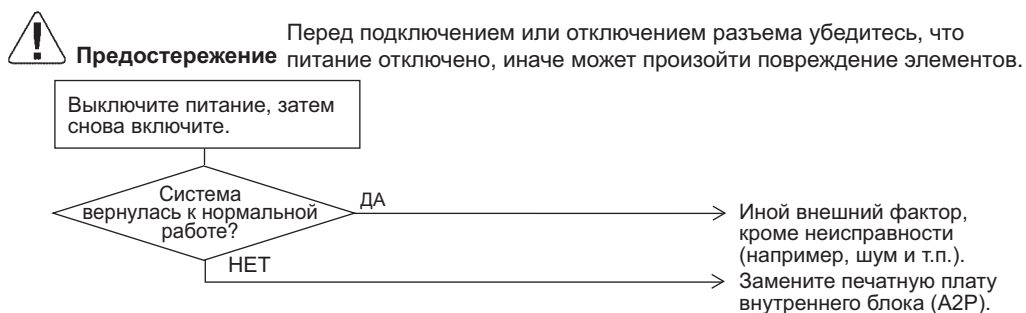 Предостережение
Перед подключением или отключением разъема убедитесь, что
питание отключено, иначе может произойти повреждение элементов.
Выключите питание, затем
снова включите.
Система
вернулась к нормальной
работе?
ДА
Иной внешний фактор,
кроме неисправности
(например, шум и т.п.).
НЕТ
Замените печатную плату
внутреннего блока (A2P).